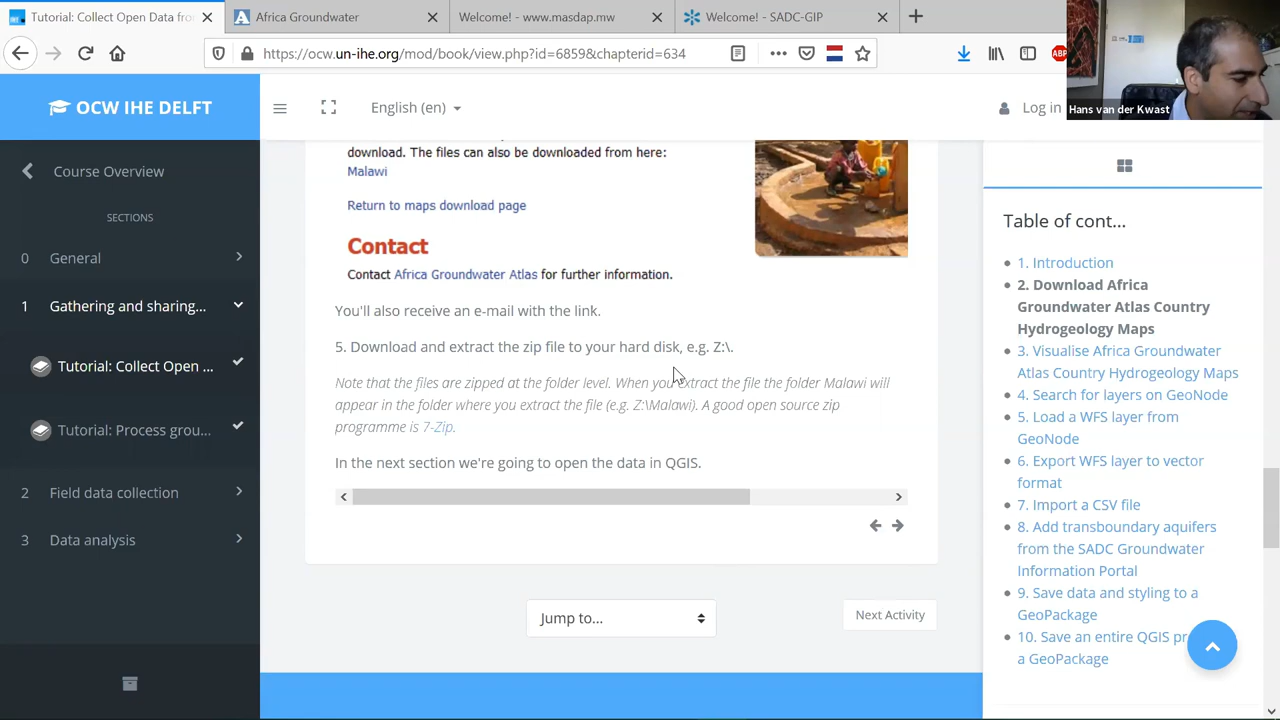 Tutorial: Collect Open Data fro
Africa Groundwater
Welcome! - www.masdap.mw
Welcome! - SADC-GIP
https://ocw.un-ihe.org/mod/book/view.php?id=6859&chapterid=634
ABP
Hans van der Kwast
OCW IHE DELFT
English (en)
Log in
Course Overview
SECTIONS
0 General
1 Gathering and sharing...
Tutorial: Collect Open ...
Tutorial: Process grou...
2 Field data collection
3 Data analysis
download. The files can also be downloaded from here:
Malawi
Return to maps download page
Contact
Contact Africa Groundwater Atlas for further information.
You'll also receive an e-mail with the link.
5. Download and extract the zip file to your hard disk, e.g. Z:\.
Note that the files are zipped at the folder level. When you extract the file the folder Malawi will
appear in the folder where you extract the file (e.g. Z:\Malawi). A good open source zip
programme is 7-Zip.
In the next section we're going to open the data in QGIS.
Jump to...
Next Activity
Table of cont...
1. Introduction
2. Download Africa
Groundwater Atlas Country
Hydrogeology Maps
3. Visualise Africa Groundwater
Atlas Country Hydrogeology Maps
4. Search for layers on GeoNode
5. Load a WFS layer from
GeoNode
6. Export WFS layer to vector
format
7. Import a CSV file
8. Add transboundary aquifers
from the SADC Groundwater
Information Portal
9. Save data and styling to a
GeoPackage
10. Save an entire QGIS pr
a GeoPackage